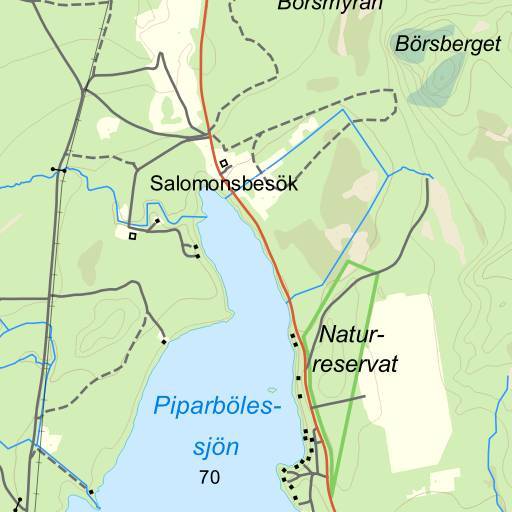 Börsmyran
Börsberget
Salomonsbesök
Natur-
reservat
Piparböles-
sjön
70